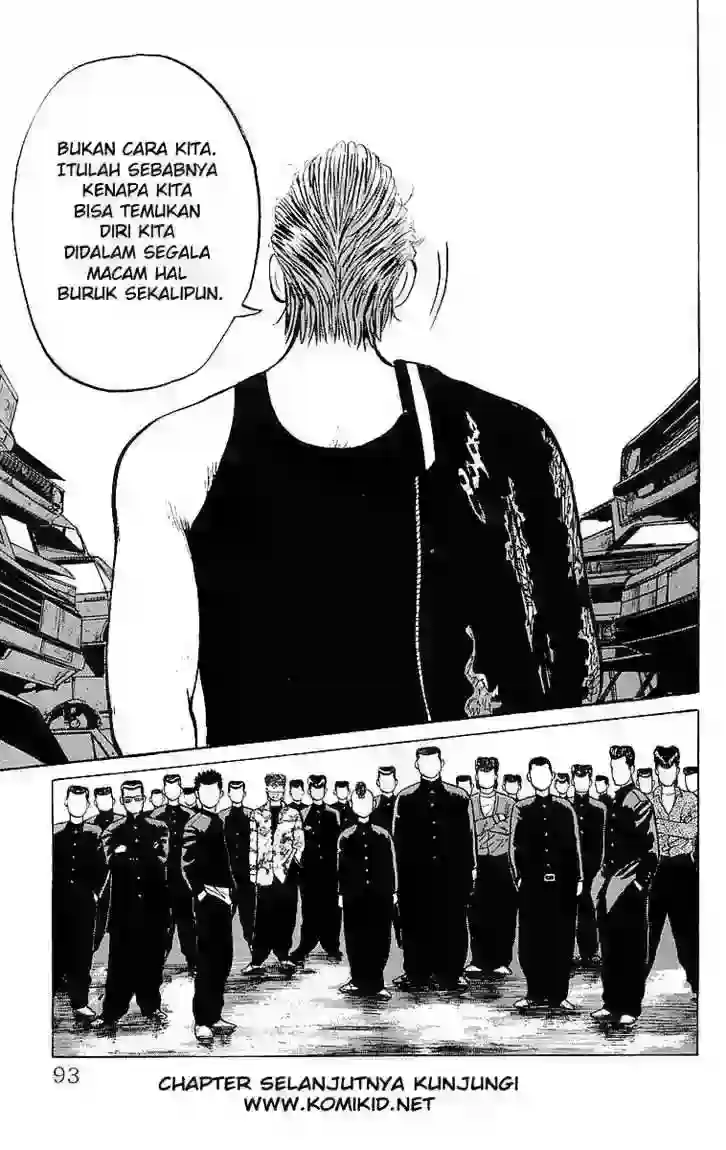 BUKAN CARA KITA.
ITULAH SEBABNYA
KENAPA KITA
BISA TEMUKAN
DIRI KITA
DIDALAM SEGALA
MACAM HAL
BURUK SEKALIPUN.
93
CHAPTER SELANJUTNYA KUNJUNGI
WWW.KOMIKID.NET